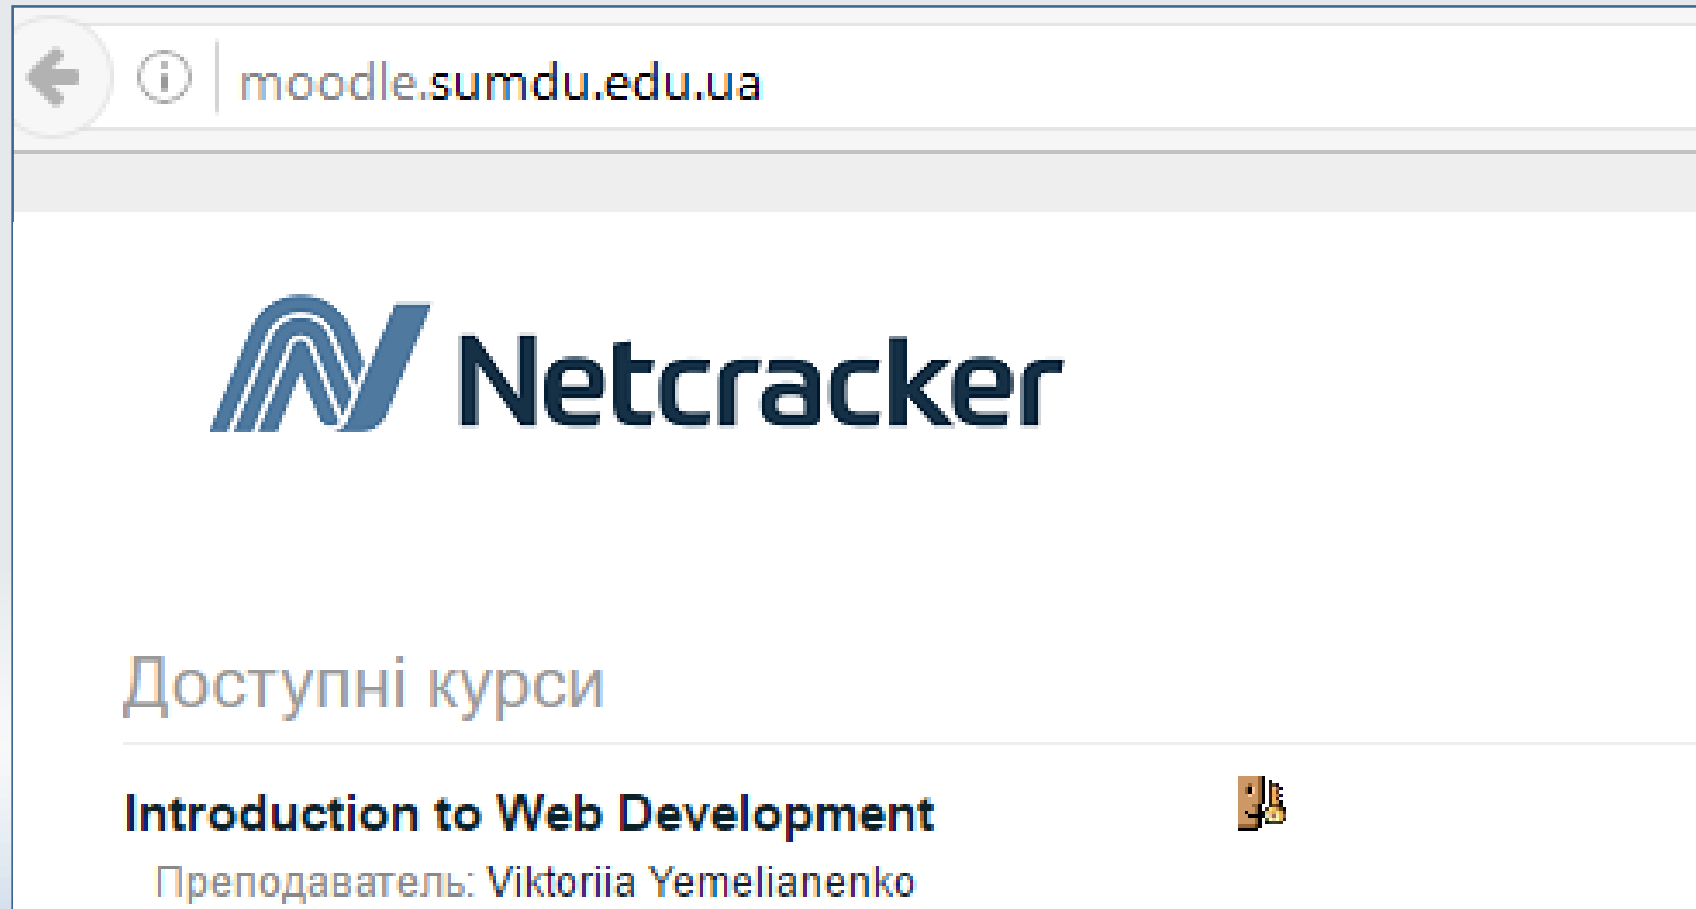 moodle.sumdu.edu.ua
Netcracker
Доступні курси
Introduction to Web Development
Преподаватель: Viktoriia Yemelianenko